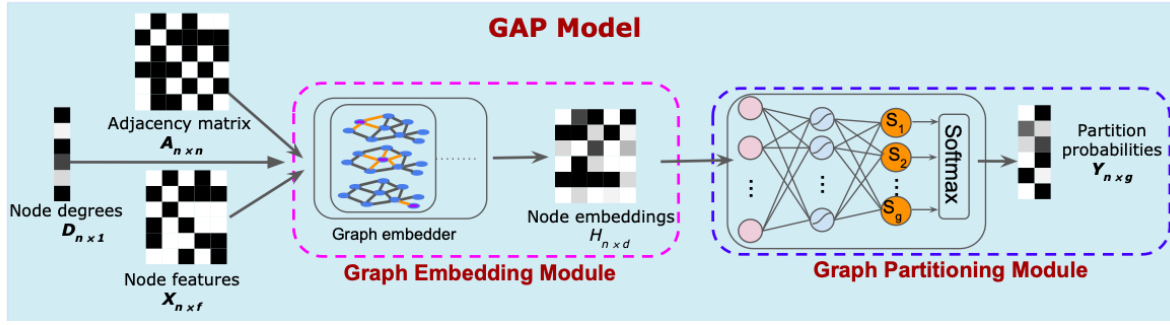 GAP Model
Adjacency matrix
A n×n
Node degrees
D n×1
Node features
X n×f
Graph embedder
Node embeddings
H n×d
Graph Embedding Module
S1
S2
Sg
Softmax
Partition
probabilities
Y n×g
Graph Partitioning Module